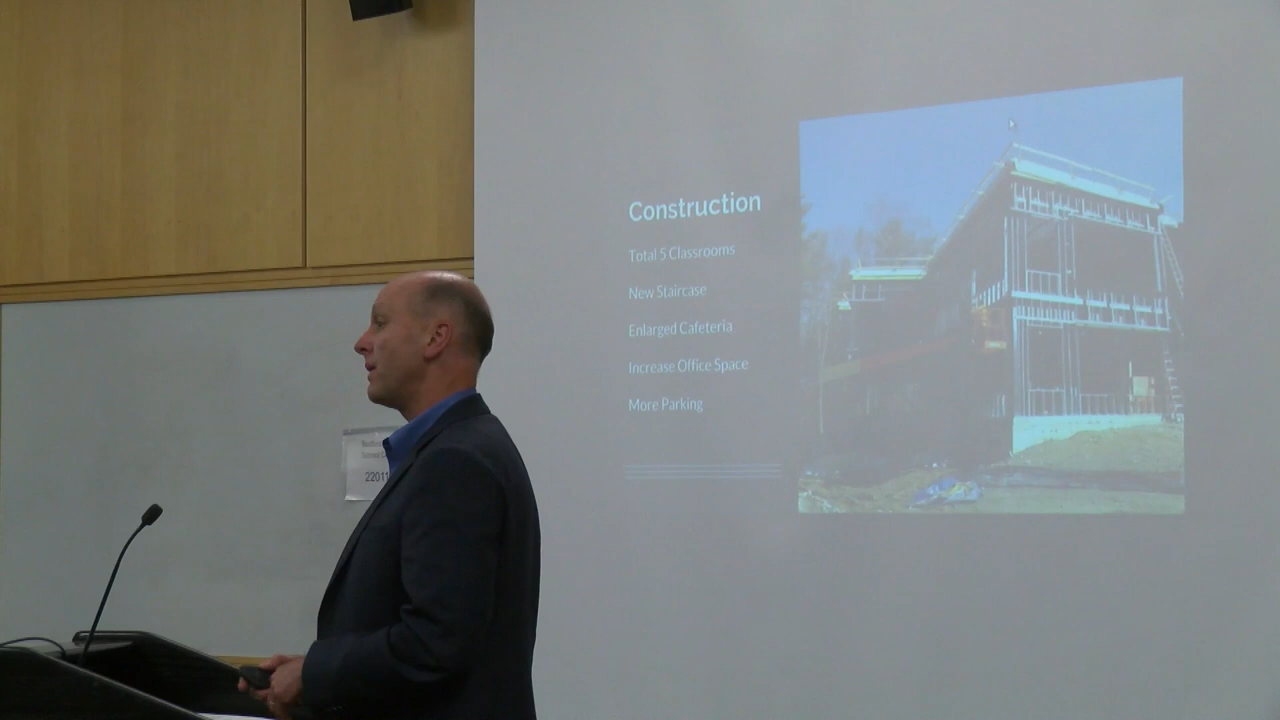 Construction
Total 5 Classrooms
New Staircase
Enlarged Cafeteria
Increase Office Space
More Parking
22011